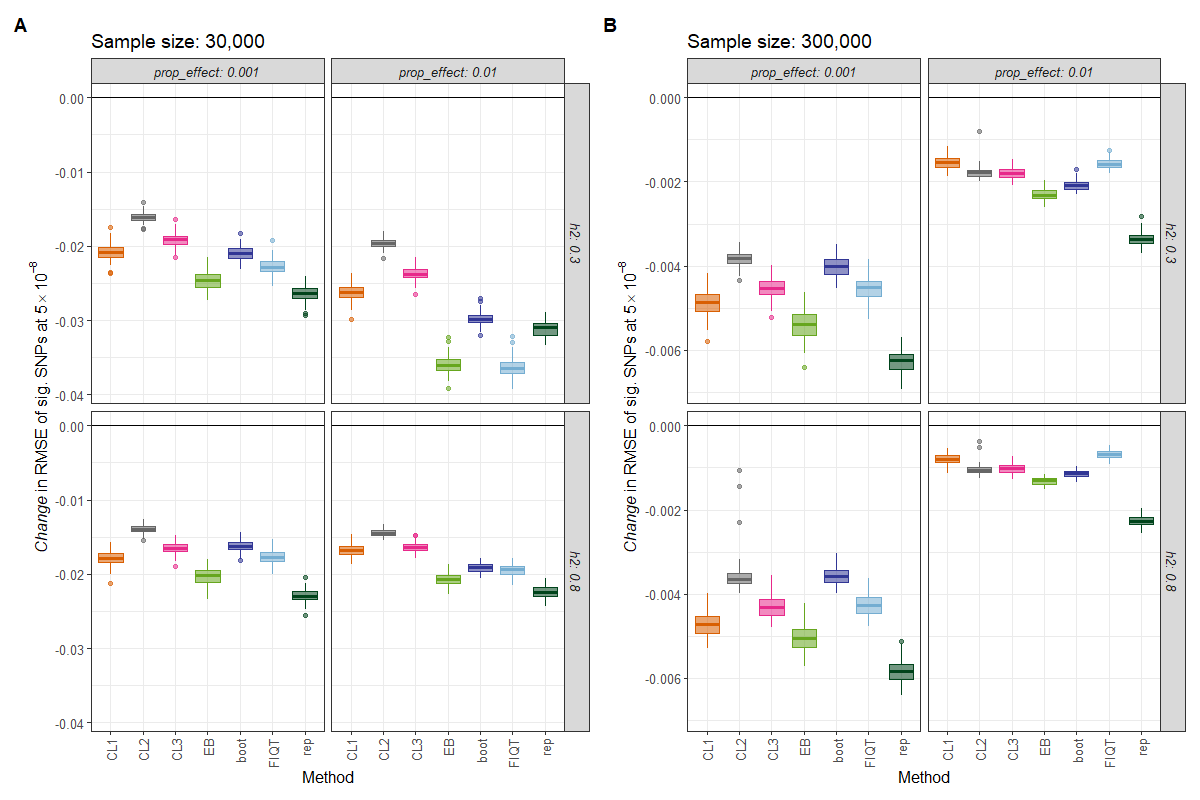 A
Sample size: 30,000
prop_effect: 0.001
prop_effect: 0.01
0.00
-0.01
-0.02
-0.03
-0.04
h2: 0.3
0.00
-0.01
-0.02
-0.03
-0.04
h2: 0.8
Change in RMSE of sig. SNPs at 5 × 10⁻⁸
CL1 CL2 CL3 EB boot FIQT rep
CL1 CL2 CL3 EB boot FIQT rep
Method
B
Sample size: 300,000
prop_effect: 0.001
prop_effect: 0.01
0.000
-0.002
-0.004
-0.006
h2: 0.3
0.000
-0.002
-0.004
-0.006
h2: 0.8
Change in RMSE of sig. SNPs at 5 × 10⁻⁸
CL1 CL2 CL3 EB boot FIQT rep
CL1 CL2 CL3 EB boot FIQT rep
Method